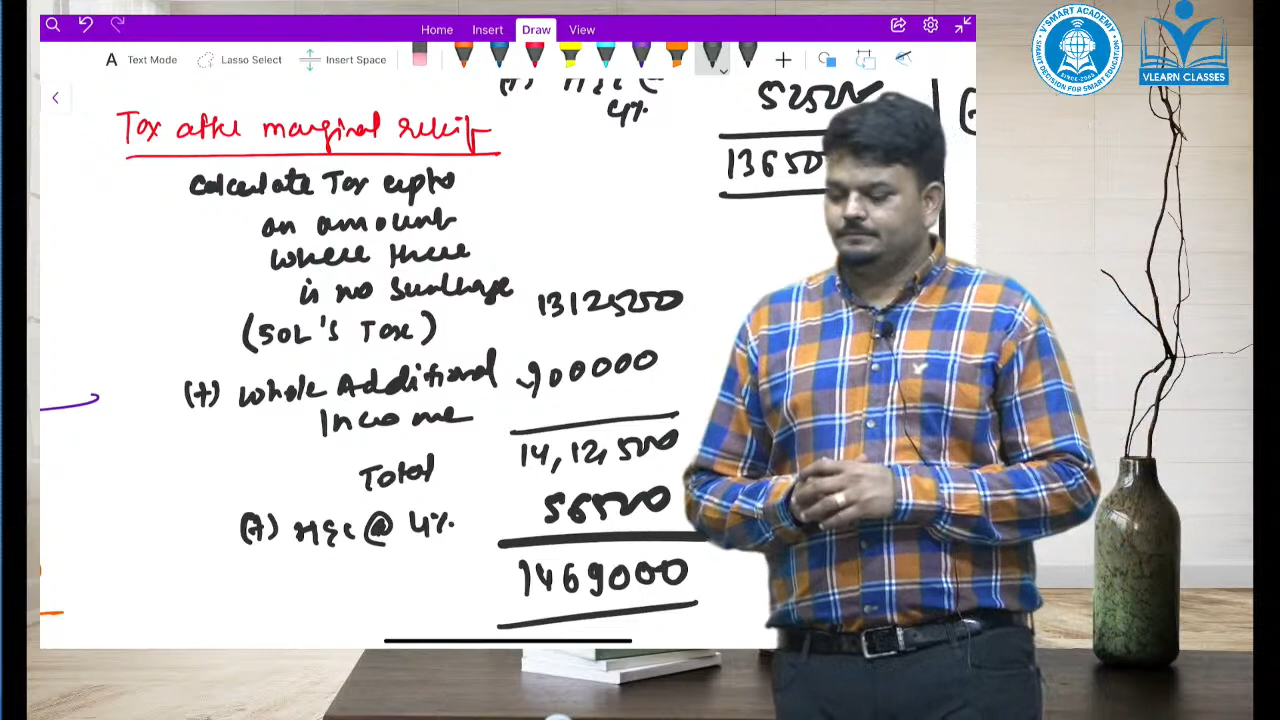 Home Insert Draw View
Text Mode Lasso Select Insert Space
4%
Tax after marginal relief
Calculate Tax upto
an amount
where there
is no Surcharge
(50L's Tax)
(+) Whole Additional
Income
Total
(+) H&EC @ 4%
1312500
100000
14,12,500
56500
1469000
52500
13650
V'SMART ACADEMY
SMART DECISION FOR SMART EDUCATION
VLEARN CLASSES